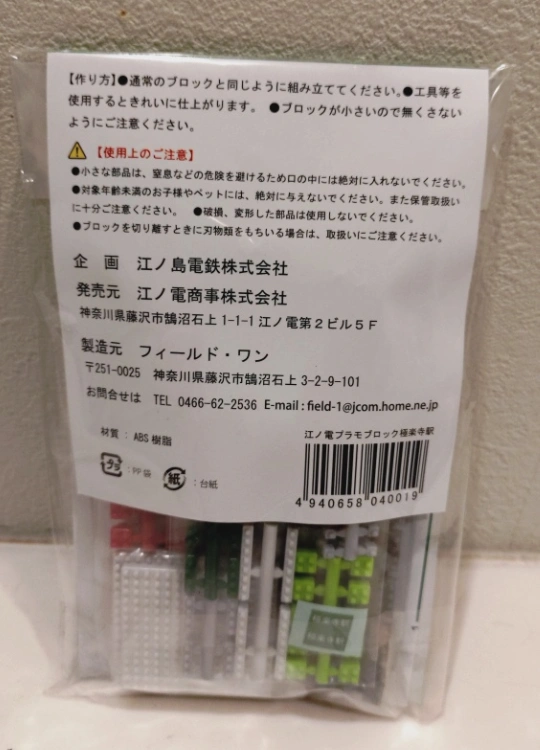 【作り方】●通常のブロックと同じように組み立ててください。●工具等を
使用するときれいに仕上がります。 ●ブロックが小さいので無くさない
ようにご注意ください。
【使用上のご注意】
●小さな部品は、窒息などの危険を避けるため口の中には絶対に入れないでください。
●対象年齢未満のお子様やペットには、絶対に与えないでください。また保管取扱い
に十分ご注意ください。 ●破損、変形した部品は使用しないでください。
●ブロックを切り離すときに刃物類をもちいる場合は、取扱いにご注意ください。
企 画 江ノ島電鉄株式会社
発売元 江ノ電商事株式会社
神奈川県藤沢市鵠沼石上 1-1-1 江ノ電第2ビル5F
製造元 フィールド・ワン
〒251-0025 神奈川県藤沢市鵠沼石上 3-2-9-101
お問合せは TEL 0466-62-2536 E-mail : field-1@jcom.home.ne.jp
材質 : ABS 樹脂
江ノ電プラモブロック極楽寺駅
プラ : PP 袋 紙 : 台紙
4 940658 040019
極楽寺駅
極楽寺駅